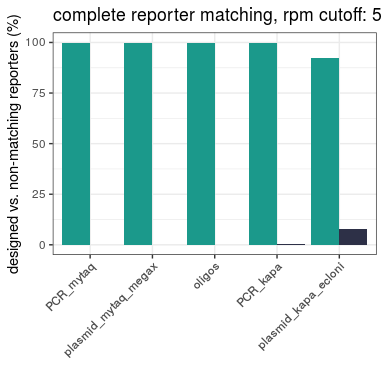 complete reporter matching, rpm cutoff: 5
designed vs. non-matching reporters (%)
100
75
50
25
0
PCR_mytaq
plasmid_mytaq_megax
oligos
PCR_kapa
plasmid_kapa_ecloni